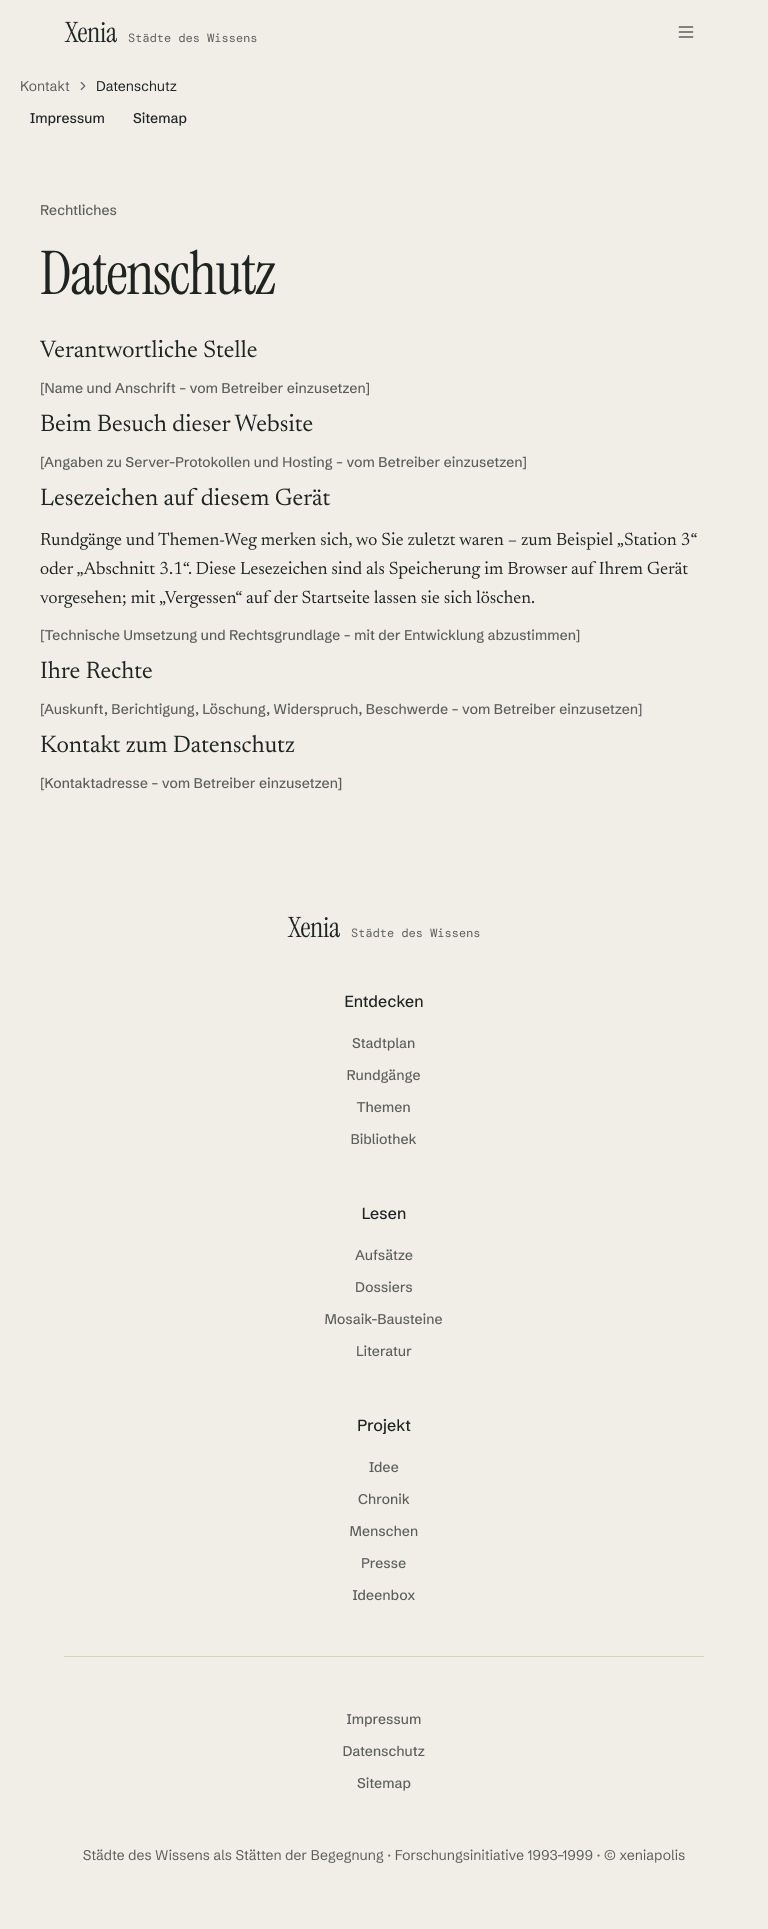 Xenia Städte des Wissens
Kontakt > Datenschutz
Impressum Sitemap
Rechtliches
Datenschutz
Verantwortliche Stelle
[Name und Anschrift – vom Betreiber einzusetzen]
Beim Besuch dieser Website
[Angaben zu Server-Protokollen und Hosting – vom Betreiber einzusetzen]
Lesezeichen auf diesem Gerät
Rundgänge und Themen-Weg merken sich, wo Sie zuletzt waren – zum Beispiel „Station 3“
oder „Abschnitt 3.1“. Diese Lesezeichen sind als Speicherung im Browser auf Ihrem Gerät
vorgesehen; mit „Vergessen“ auf der Startseite lassen sie sich löschen.
[Technische Umsetzung und Rechtsgrundlage – mit der Entwicklung abzustimmen]
Ihre Rechte
[Auskunft, Berichtigung, Löschung, Widerspruch, Beschwerde – vom Betreiber einzusetzen]
Kontakt zum Datenschutz
[Kontaktadresse – vom Betreiber einzusetzen]
Xenia Städte des Wissens
Entdecken
Stadtplan
Rundgänge
Themen
Bibliothek
Lesen
Aufsätze
Dossiers
Mosaik-Bausteine
Literatur
Projekt
Idee
Chronik
Menschen
Presse
Ideenbox
Impressum
Datenschutz
Sitemap
Städte des Wissens als Stätten der Begegnung · Forschungsinitiative 1993–1999 · © xeniapolis